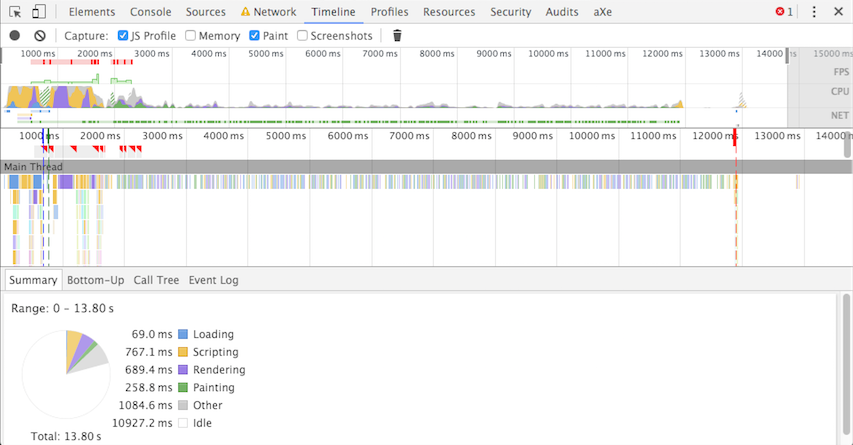 Elements Console Sources Network Timeline Profiles Resources Security Audits aXe 1
Capture: JS Profile Memory Paint Screenshots
1000 ms 2000 ms 3000 ms 4000 ms 5000 ms 6000 ms 7000 ms 8000 ms 9000 ms 10000 ms 11000 ms 12000 ms 13000 ms 14000 15000 ms
FPS
CPU
NET
1000 ms 2000 ms 3000 ms 4000 ms 5000 ms 6000 ms 7000 ms 8000 ms 9000 ms 10000 ms 11000 ms 12000 ms 13000 ms 14000
Main Thread
Summary Bottom-Up Call Tree Event Log
Range: 0 – 13.80 s
69.0 ms Loading
767.1 ms Scripting
689.4 ms Rendering
258.8 ms Painting
1084.6 ms Other
10927.2 ms Idle
Total: 13.80 s